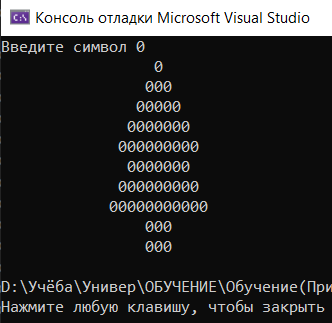 Консоль отладки Microsoft Visual Studio
Введите символ 0
0
000
00000
0000000
000000000
0000000
000000000
00000000000
000
000
D:\Учёба\Универ\ОБУЧЕНИЕ\Обучение(При
Нажмите любую клавишу, чтобы закрыть